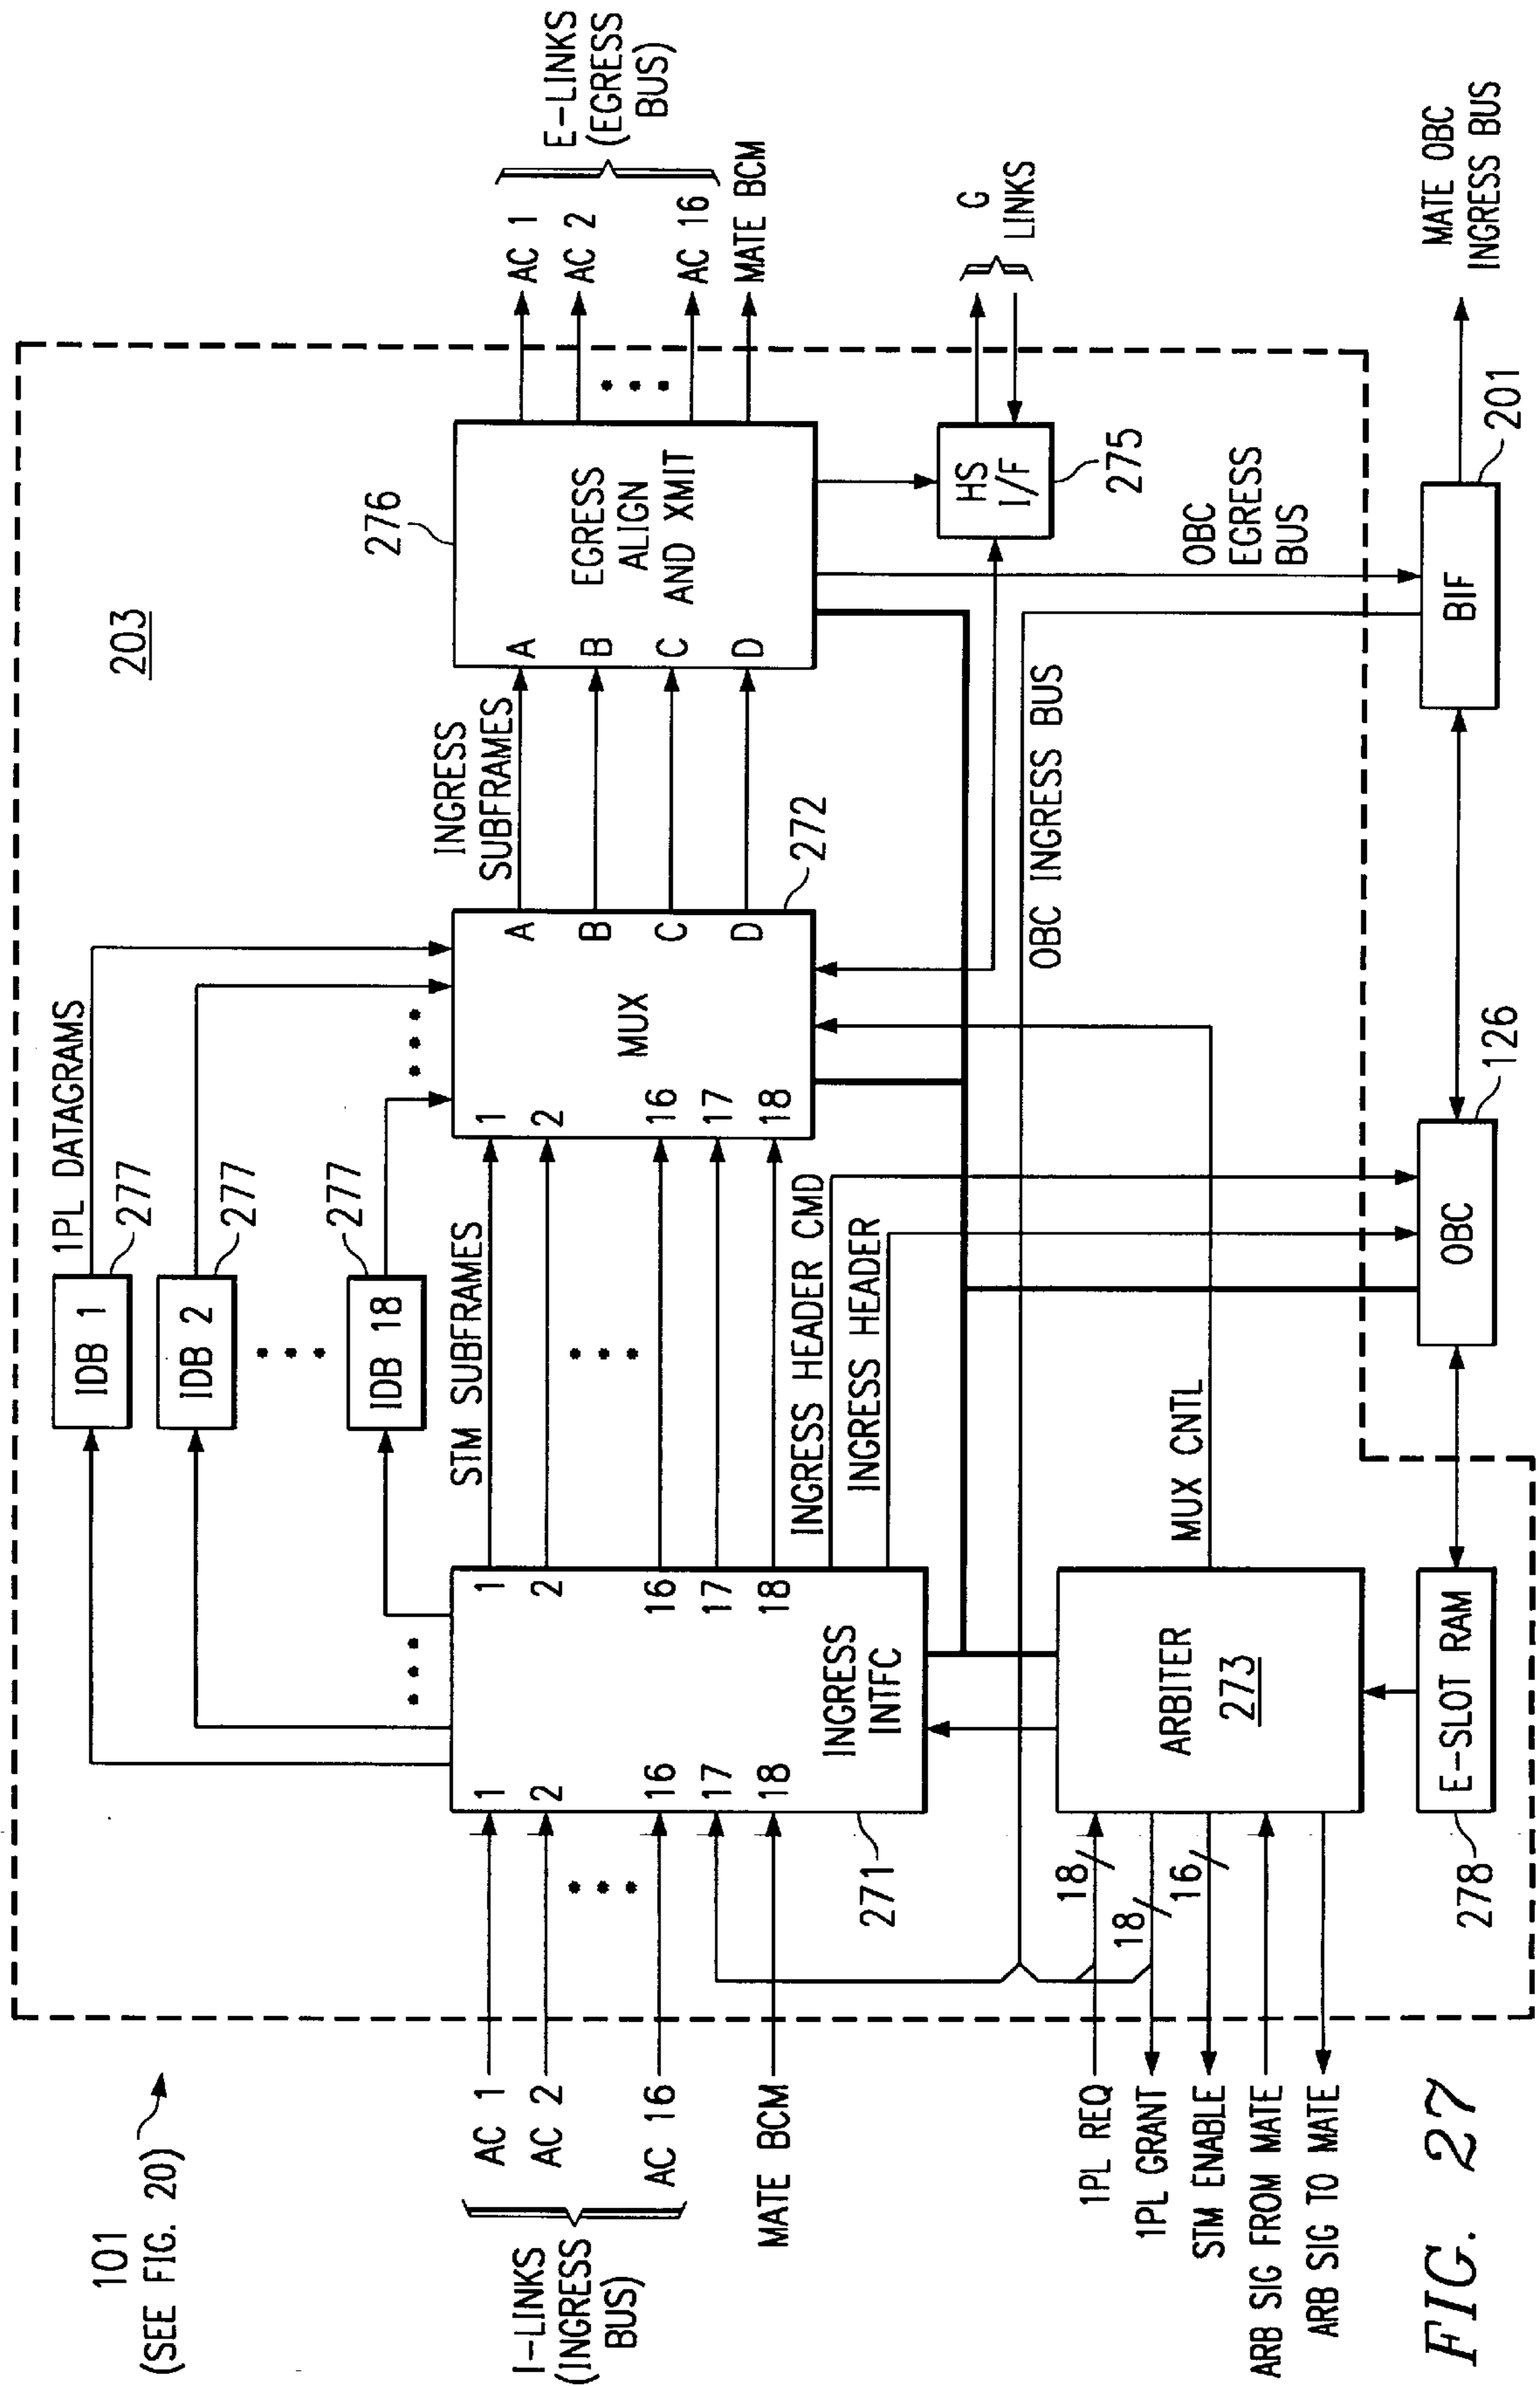 101
(SEE FIG. 20)
203
I-LINKS
(INGRESS
BUS)
AC 1
AC 2
AC 16
MATE BCM
1PL REQ
1PL GRANT
STM ENABLE
ARB SIG FROM MATE
ARB SIG TO MATE
18
18
16
1
2
16
17
18
INGRESS
INTFC
1
2
16
17
18
271
ARBITER
273
E-SLOT RAM
278
IDB 1
277
IDB 2
277
IDB 18
277
1PL DATAGRAMS
STM SUBFRAMES
INGRESS HEADER CMD
INGRESS HEADER
MUX CNTL
1
2
16
17
18
MUX
A
B
C
D
272
INGRESS
SUBFRAMES
OBC INGRESS BUS
OBC
126
A
B
C
D
EGRESS
ALIGN
AND XMIT
276
HS
I/F
275
OBC
EGRESS
BUS
BIF
201
AC 1
AC 2
AC 16
MATE BCM
E-LINKS
(EGRESS
BUS)
G
LINKS
MATE OBC
INGRESS BUS
FIG. 27